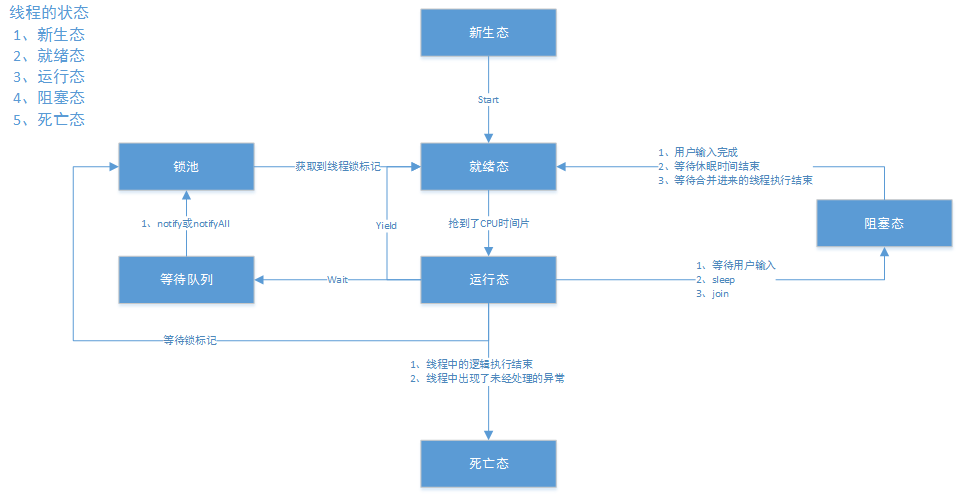 线程的状态
1、新生态
2、就绪态
3、运行态
4、阻塞态
5、死亡态
新生态
Start
锁池
获取到线程锁标记
就绪态
1、用户输入完成
2、等待休眠时间结束
3、等待合并进来的线程执行结束
阻塞态
1、notify或notifyAll
Yield
抢到了CPU时间片
等待队列
Wait
运行态
1、等待用户输入
2、sleep
3、join
等待锁标记
1、线程中的逻辑执行结束
2、线程中出现了未经处理的异常
死亡态